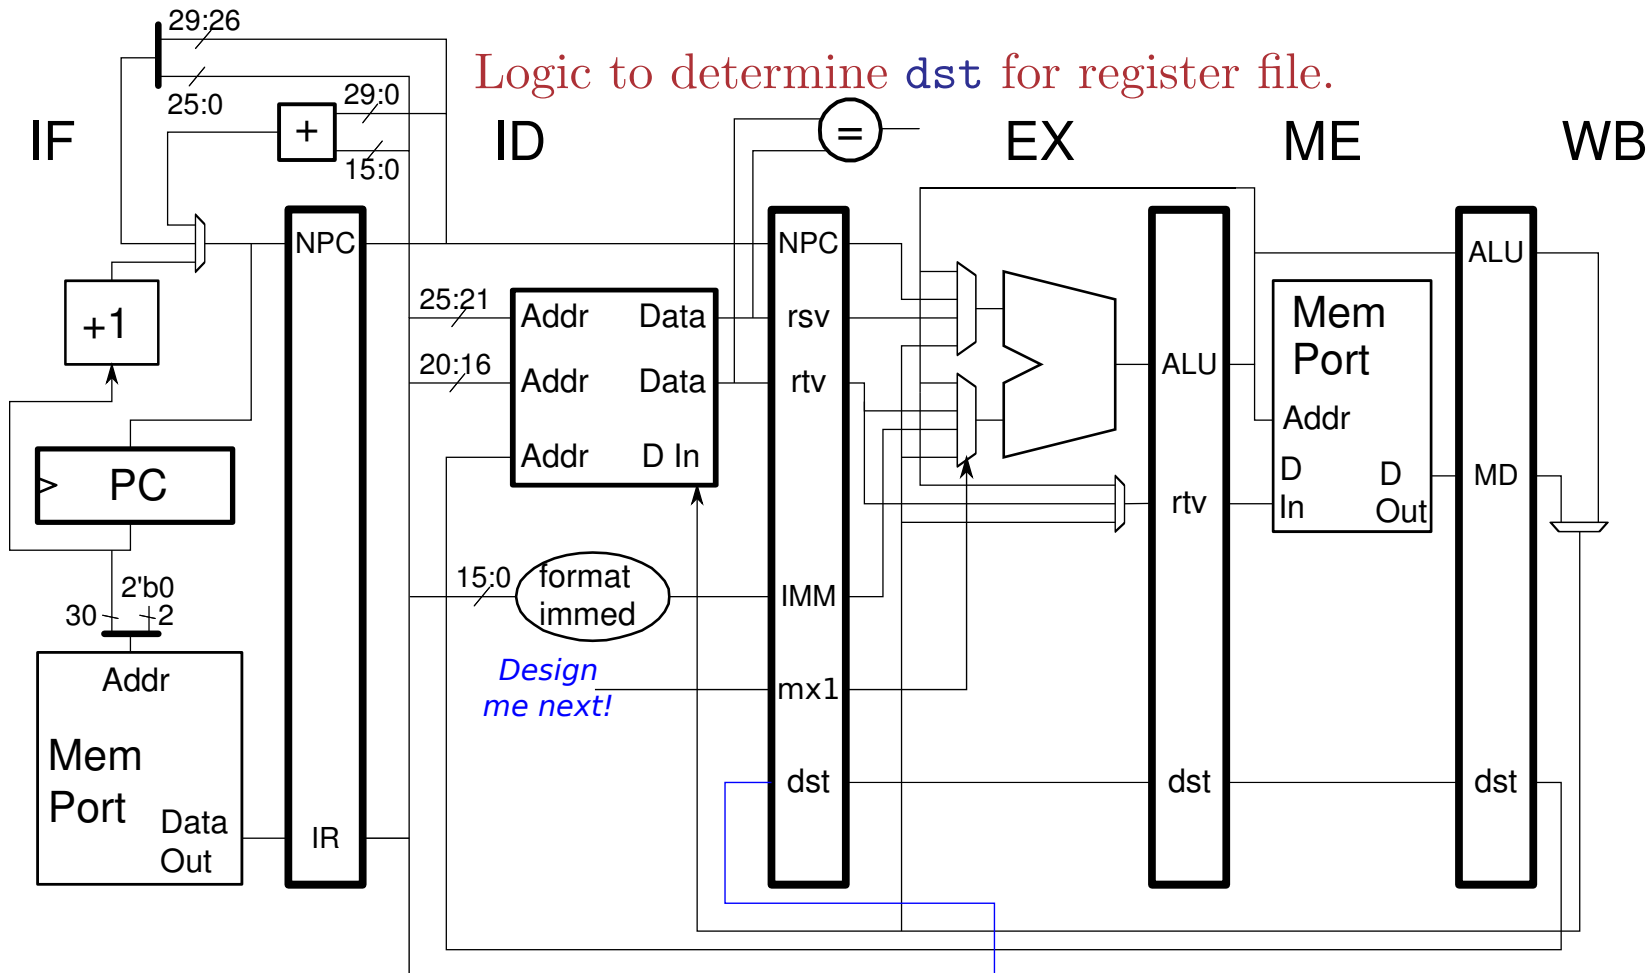 29:26
Logic to determine dst for register file.
25:0
29:0
+
=
15:0
IF
ID
EX
ME
WB
NPC
NPC
ALU
+1
25:21
Addr
Data
rsv
Mem
Port
20:16
Addr
Data
rtv
ALU
Addr
Addr
D In
PC
D
In
D
Out
MD
rtv
2'b0
30
2
15:0
format
immed
IMM
Addr
Design
me next!
mx1
Mem
Port
Data
Out
IR
dst
dst
dst